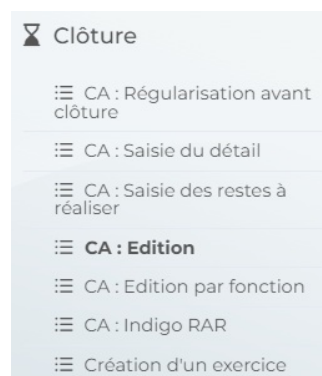 Clôture
CA : Régularisation avant
clôture
CA : Saisie du détail
CA : Saisie des restes à
réaliser
CA : Edition
CA : Edition par fonction
CA : Indigo RAR
Création d'un exercice